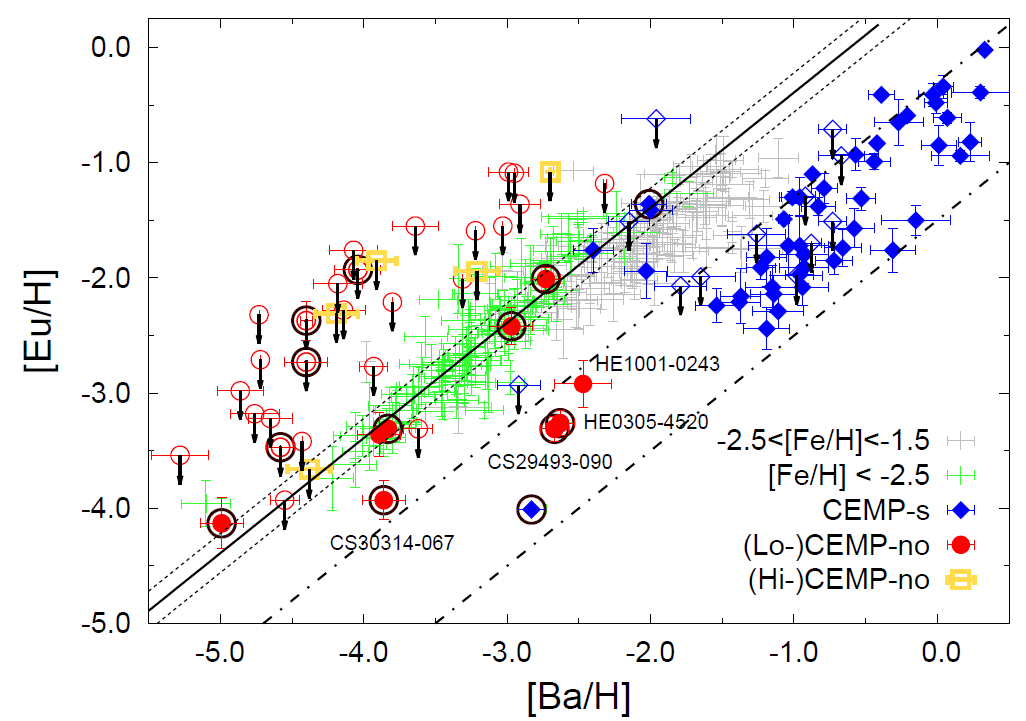 0.0
-1.0
-2.0
-3.0
-4.0
-5.0
[Eu/H]
HE1001-0243
HE0305-4520
CS29493-090
CS30314-067
-2.5<[Fe/H]<-1.5
[Fe/H] < -2.5
CEMP-s
(Lo-)CEMP-no
(Hi-)CEMP-no
-5.0 -4.0 -3.0 -2.0 -1.0 0.0
[Ba/H]